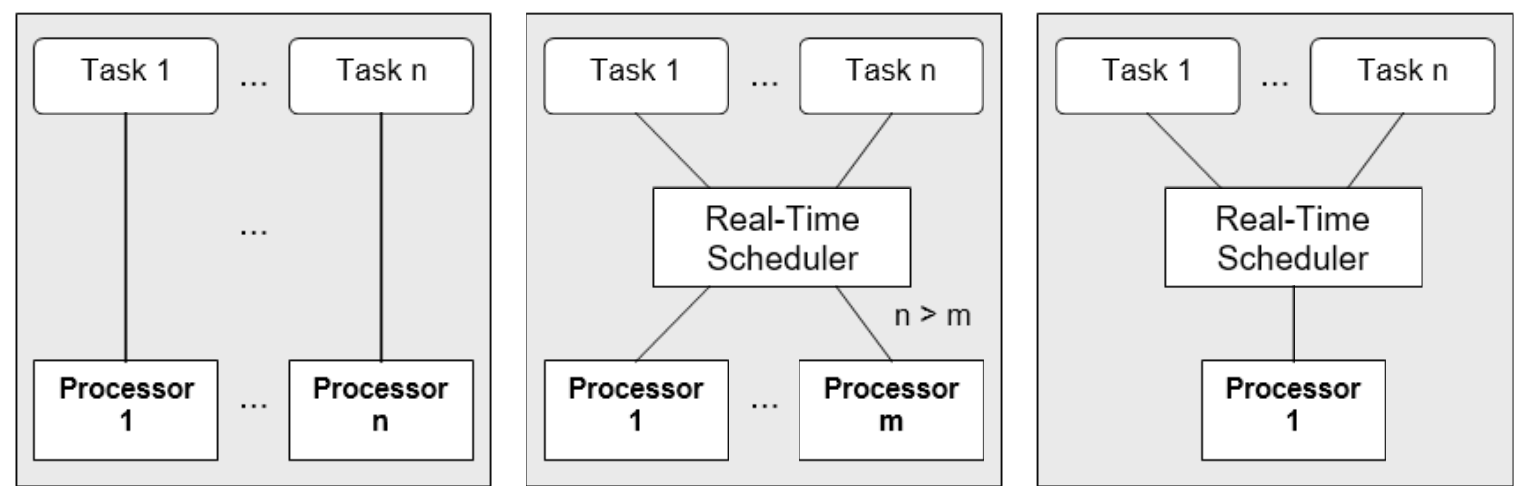 Task 1 ... Task n
...
Processor 1 ... Processor n
Task 1 ... Task n
Real-Time
Scheduler
n > m
Processor 1 ... Processor m
Task 1 ... Task n
Real-Time
Scheduler
Processor
1